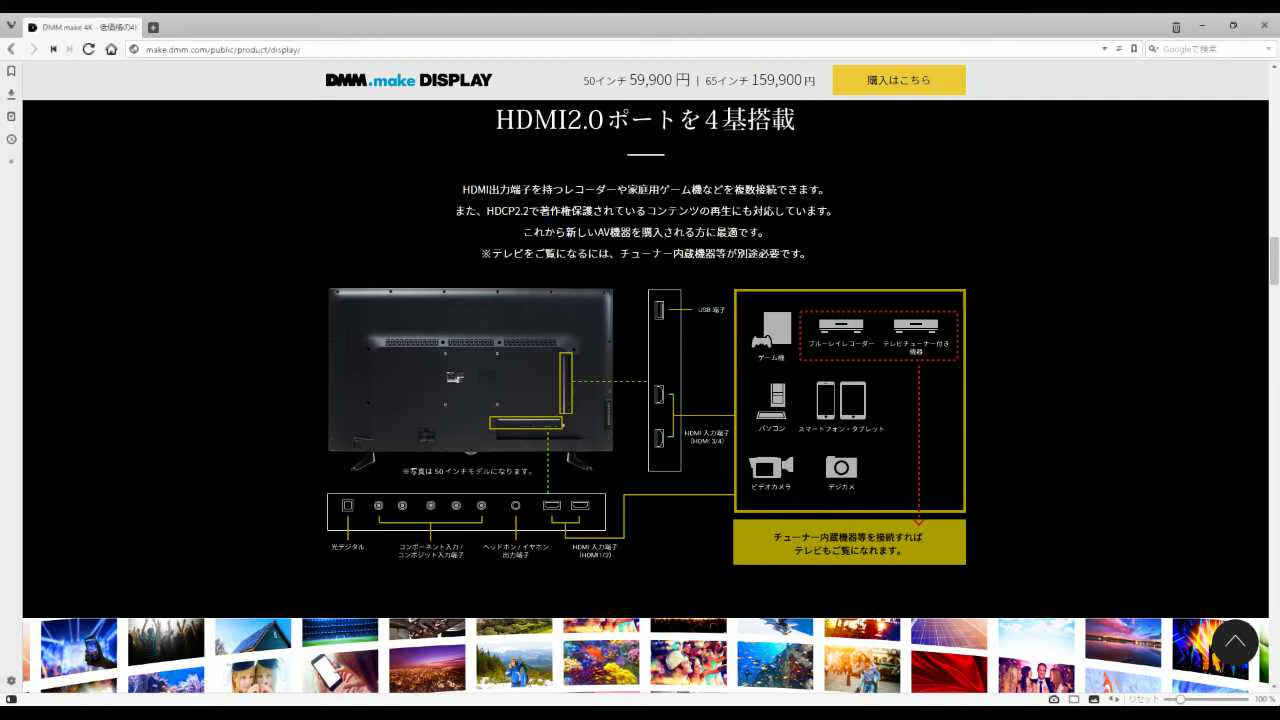 DMM.make 4K - 低価格の4K
make.dmm.com/public/product/display/
Googleで検索
DMM.make DISPLAY
50インチ 59,900 円 | 65インチ 159,900 円
購入はこちら
HDMI2.0 ポートを4基搭載
HDMI出力端子を持つレコーダーや家庭用ゲーム機などを複数接続できます。
また、HDCP2.2で著作権保護されているコンテンツの再生にも対応しています。
これから新しいAV機器を購入される方に最適です。
※テレビをご覧になるには、チューナー内蔵機器等が別途必要です。
USB 端子
HDMI 入力端子
(HDMI 3/4)
ゲーム機
ブルーレイレコーダー
テレビチューナー付き
機器
パソコン
スマートフォン・タブレット
ビデオカメラ
デジカメ
※写真は 50 インチモデルになります。
光デジタル
コンポーネント入力 /
コンポジット入力端子
ヘッドホン / イヤホン
出力端子
HDMI 入力端子
(HDMI1/2)
チューナー内蔵機器等を接続すれば
テレビもご覧になれます。
リセット
100 %